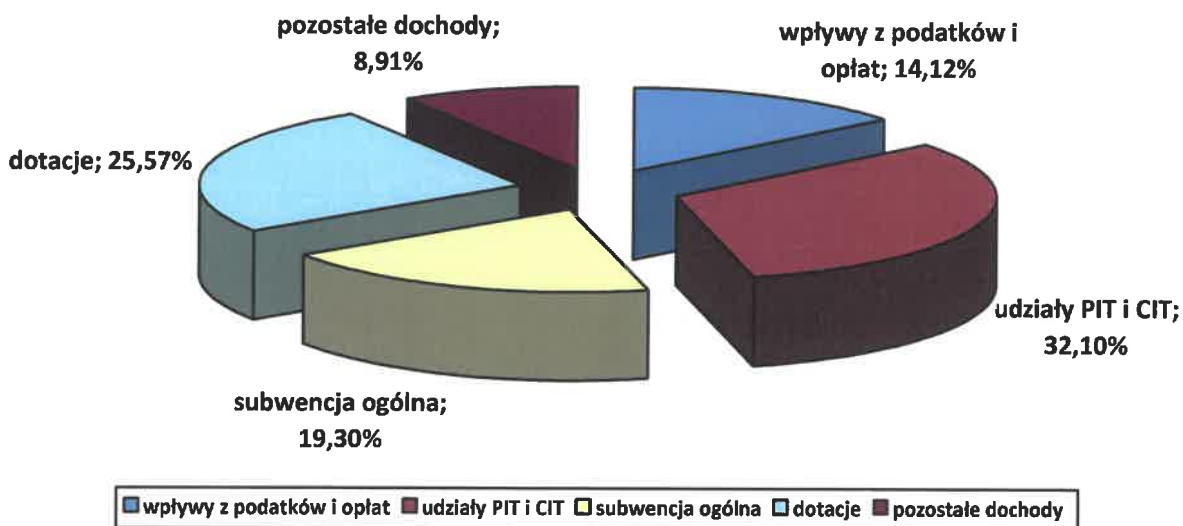 pozostałe dochody;
8,91%
wpływy z podatków i
opłat; 14,12%
dotacje; 25,57%
udziały PIT i CIT;
32,10%
subwencja ogólna;
19,30%
wpływy z podatków i opłat udziały PIT i CIT subwencja ogólna dotacje pozostałe dochody